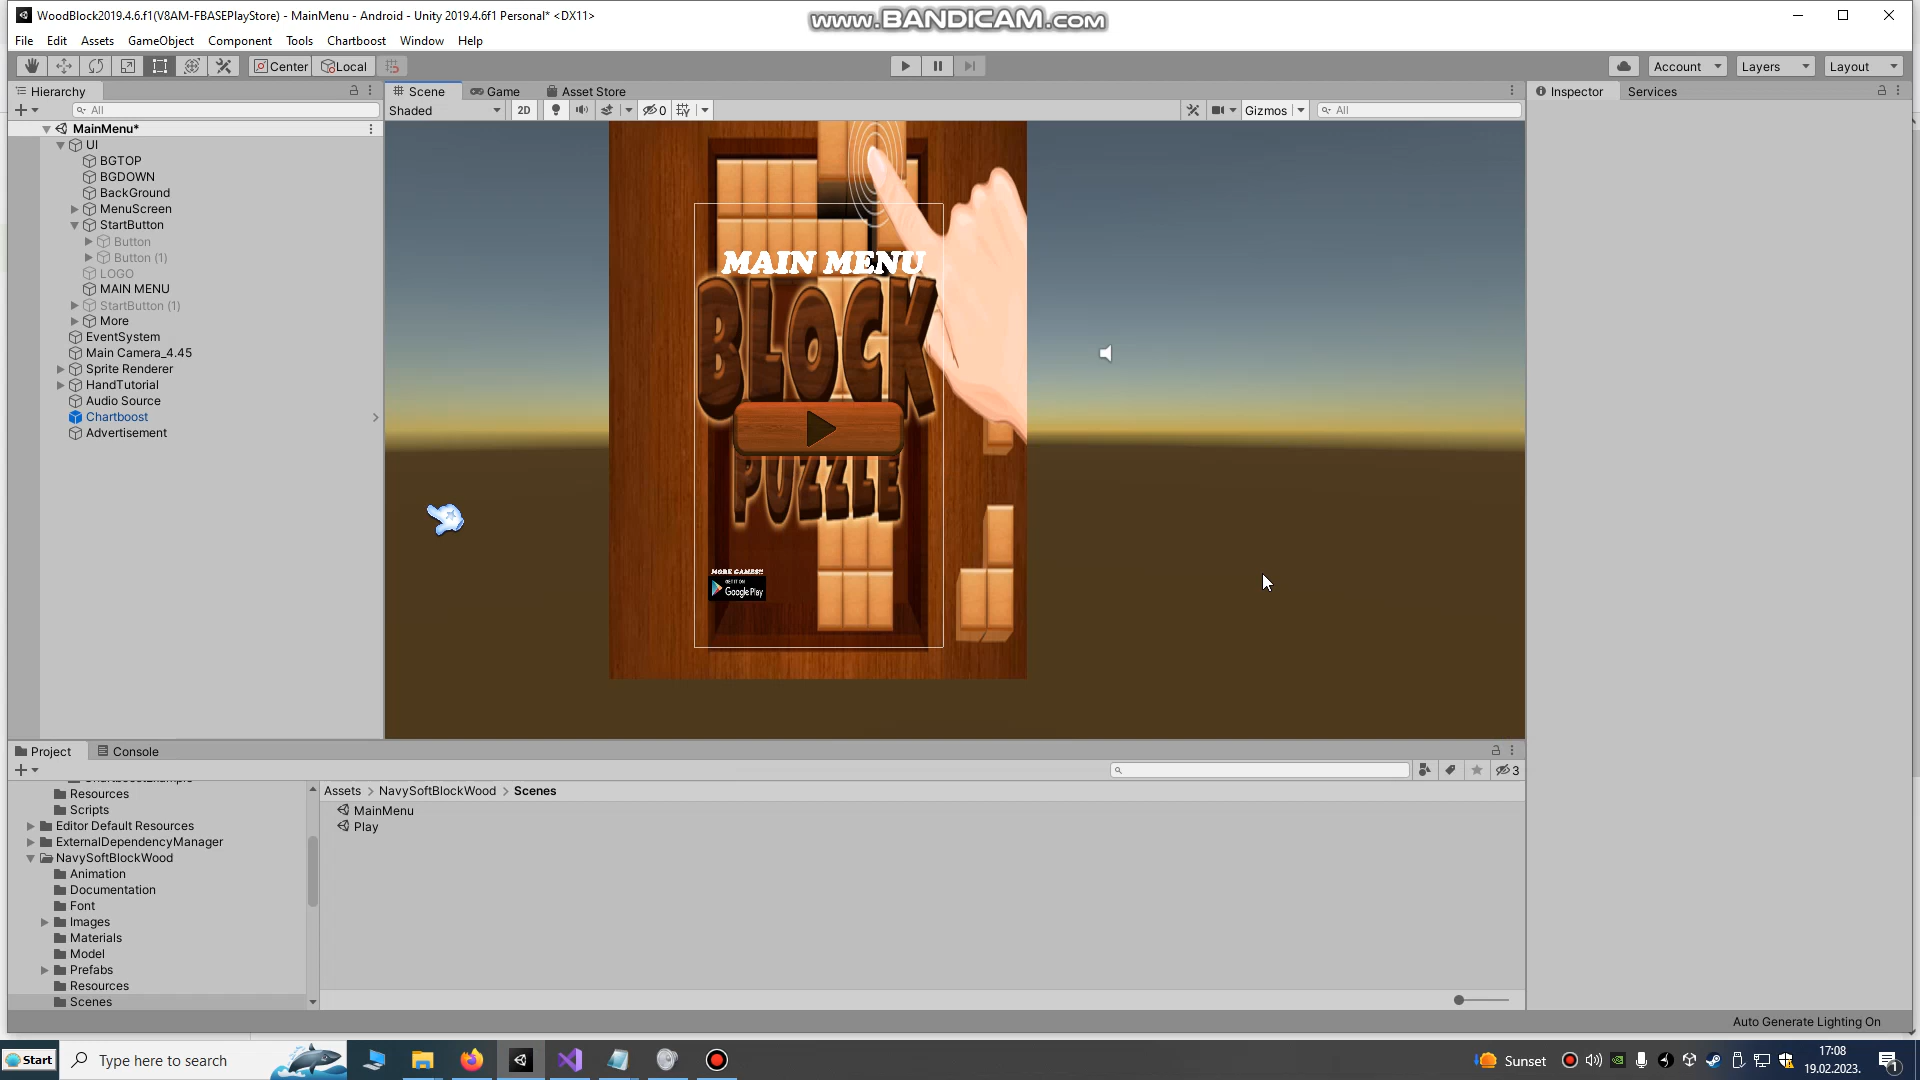 WoodBlock2019.4.6.f1(V8AM-FBASEPlayStore) - MainMenu - Android - Unity 2019.4.6f1 Personal* <DX11>
www.BANDICAM.com
File Edit Assets GameObject Component Tools Chartboost Window Help
Center Local Account Layers Layout
Hierarchy
Scene Game Asset Store
Inspector Services
All
Shaded 2D 0 Gizmos All
MainMenu*
UI
BGTOP
BGDOWN
BackGround
MenuScreen
StartButton
Button
Button (1)
LOGO
MAIN MENU
StartButton (1)
More
EventSystem
Main Camera_4.45
Sprite Renderer
HandTutorial
Audio Source
Chartboost
Advertisement
MAIN MENU
BLOCK
PUZZLE
MORE GAMES!!
GET IT ON
Google Play
Project Console
3
Resources
Scripts
Editor Default Resources
ExternalDependencyManager
NavySoftBlockWood
Animation
Documentation
Font
Images
Materials
Model
Prefabs
Resources
Scenes
Assets > NavySoftBlockWood > Scenes
MainMenu
Play
Auto Generate Lighting On
Start
Type here to search
Sunset
17:08
19.02.2023.
1